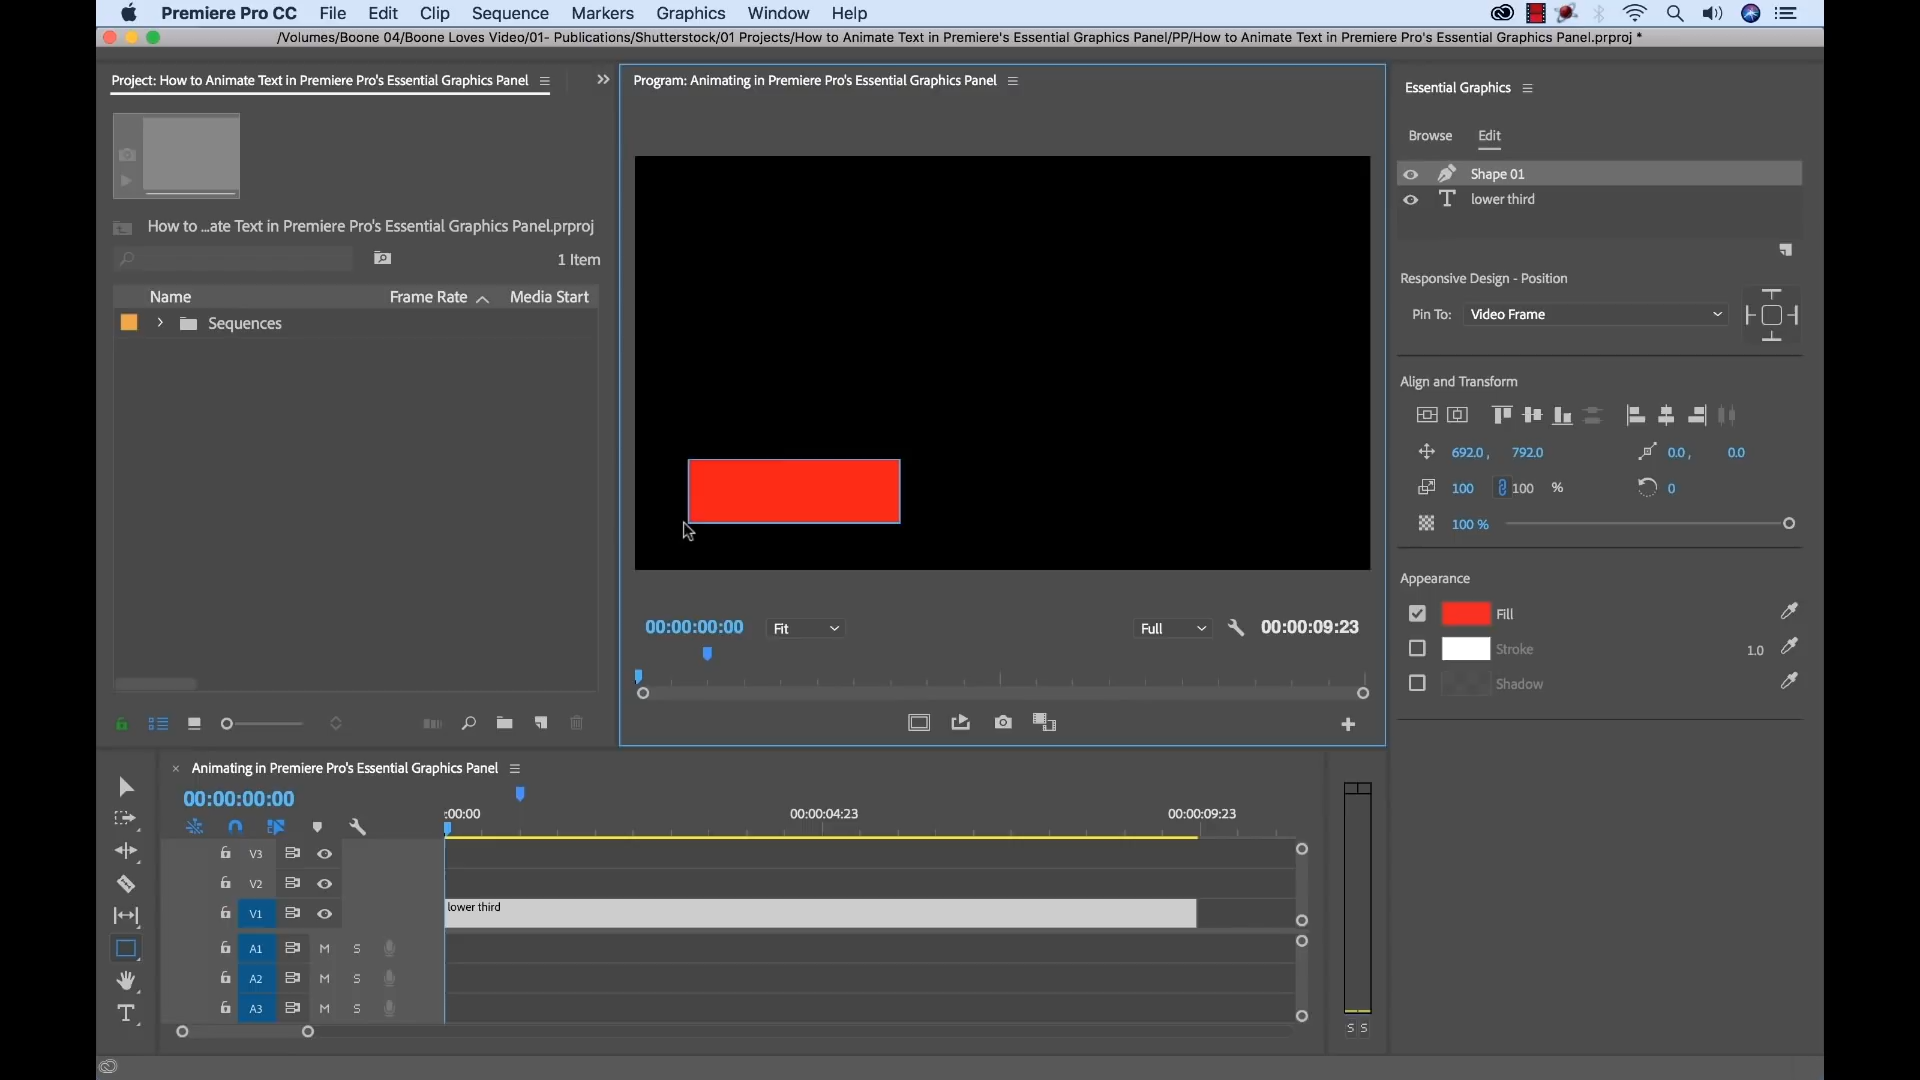 Premiere Pro CC File Edit Clip Sequence Markers Graphics Window Help
/Volumes/Boone 04/Boone Loves Video/01- Publications/Shutterstock/01 Projects/How to Animate Text in Premiere's Essential Graphics Panel/PP/How to Animate Text in Premiere Pro's Essential Graphics Panel.prproj *
Project: How to Animate Text in Premiere Pro's Essential Graphics Panel
How to ...ate Text in Premiere Pro's Essential Graphics Panel.prproj
1 Item
Name Frame Rate Media Start
Sequences
Program: Animating in Premiere Pro's Essential Graphics Panel
00:00:00:00 Fit Full 00:00:09:23
Essential Graphics
Browse Edit
Shape 01
lower third
Responsive Design - Position
Pin To: Video Frame
Align and Transform
692.0 , 792.0 0.0 , 0.0
100 100 % 0
100 %
Appearance
Fill
Stroke 1.0
Shadow
× Animating in Premiere Pro's Essential Graphics Panel
00:00:00:00
:00:00 00:00:04:23 00:00:09:23
V3
V2
V1 lower third
A1 M S
A2 M S
A3 M S
S S